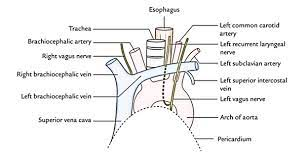 Esophagus
Trachea
Brachiocephalic artery
Right vagus nerve
Right brachiocephalic vein
Left brachiocephalic vein
Superior vena cava
Left common carotid
artery
Left recurrent laryngeal
nerve
Left subclavian artery
Left superior intercostal
vein
Left vagus nerve
Arch of aorta
Pericardium